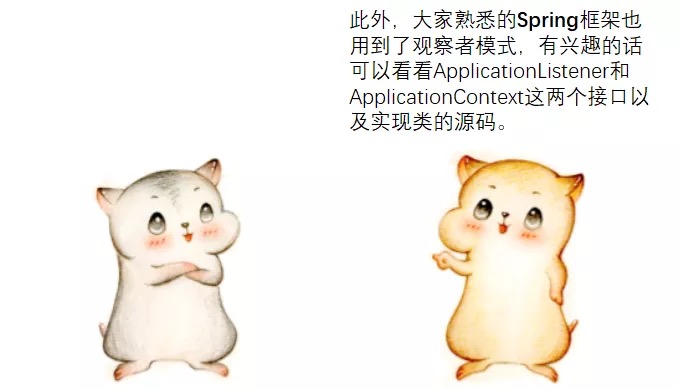 此外，大家熟悉的Spring框架也
用到了观察者模式，有兴趣的话
可以看看ApplicationListener和
ApplicationContext这两个接口以
及实现类的源码。